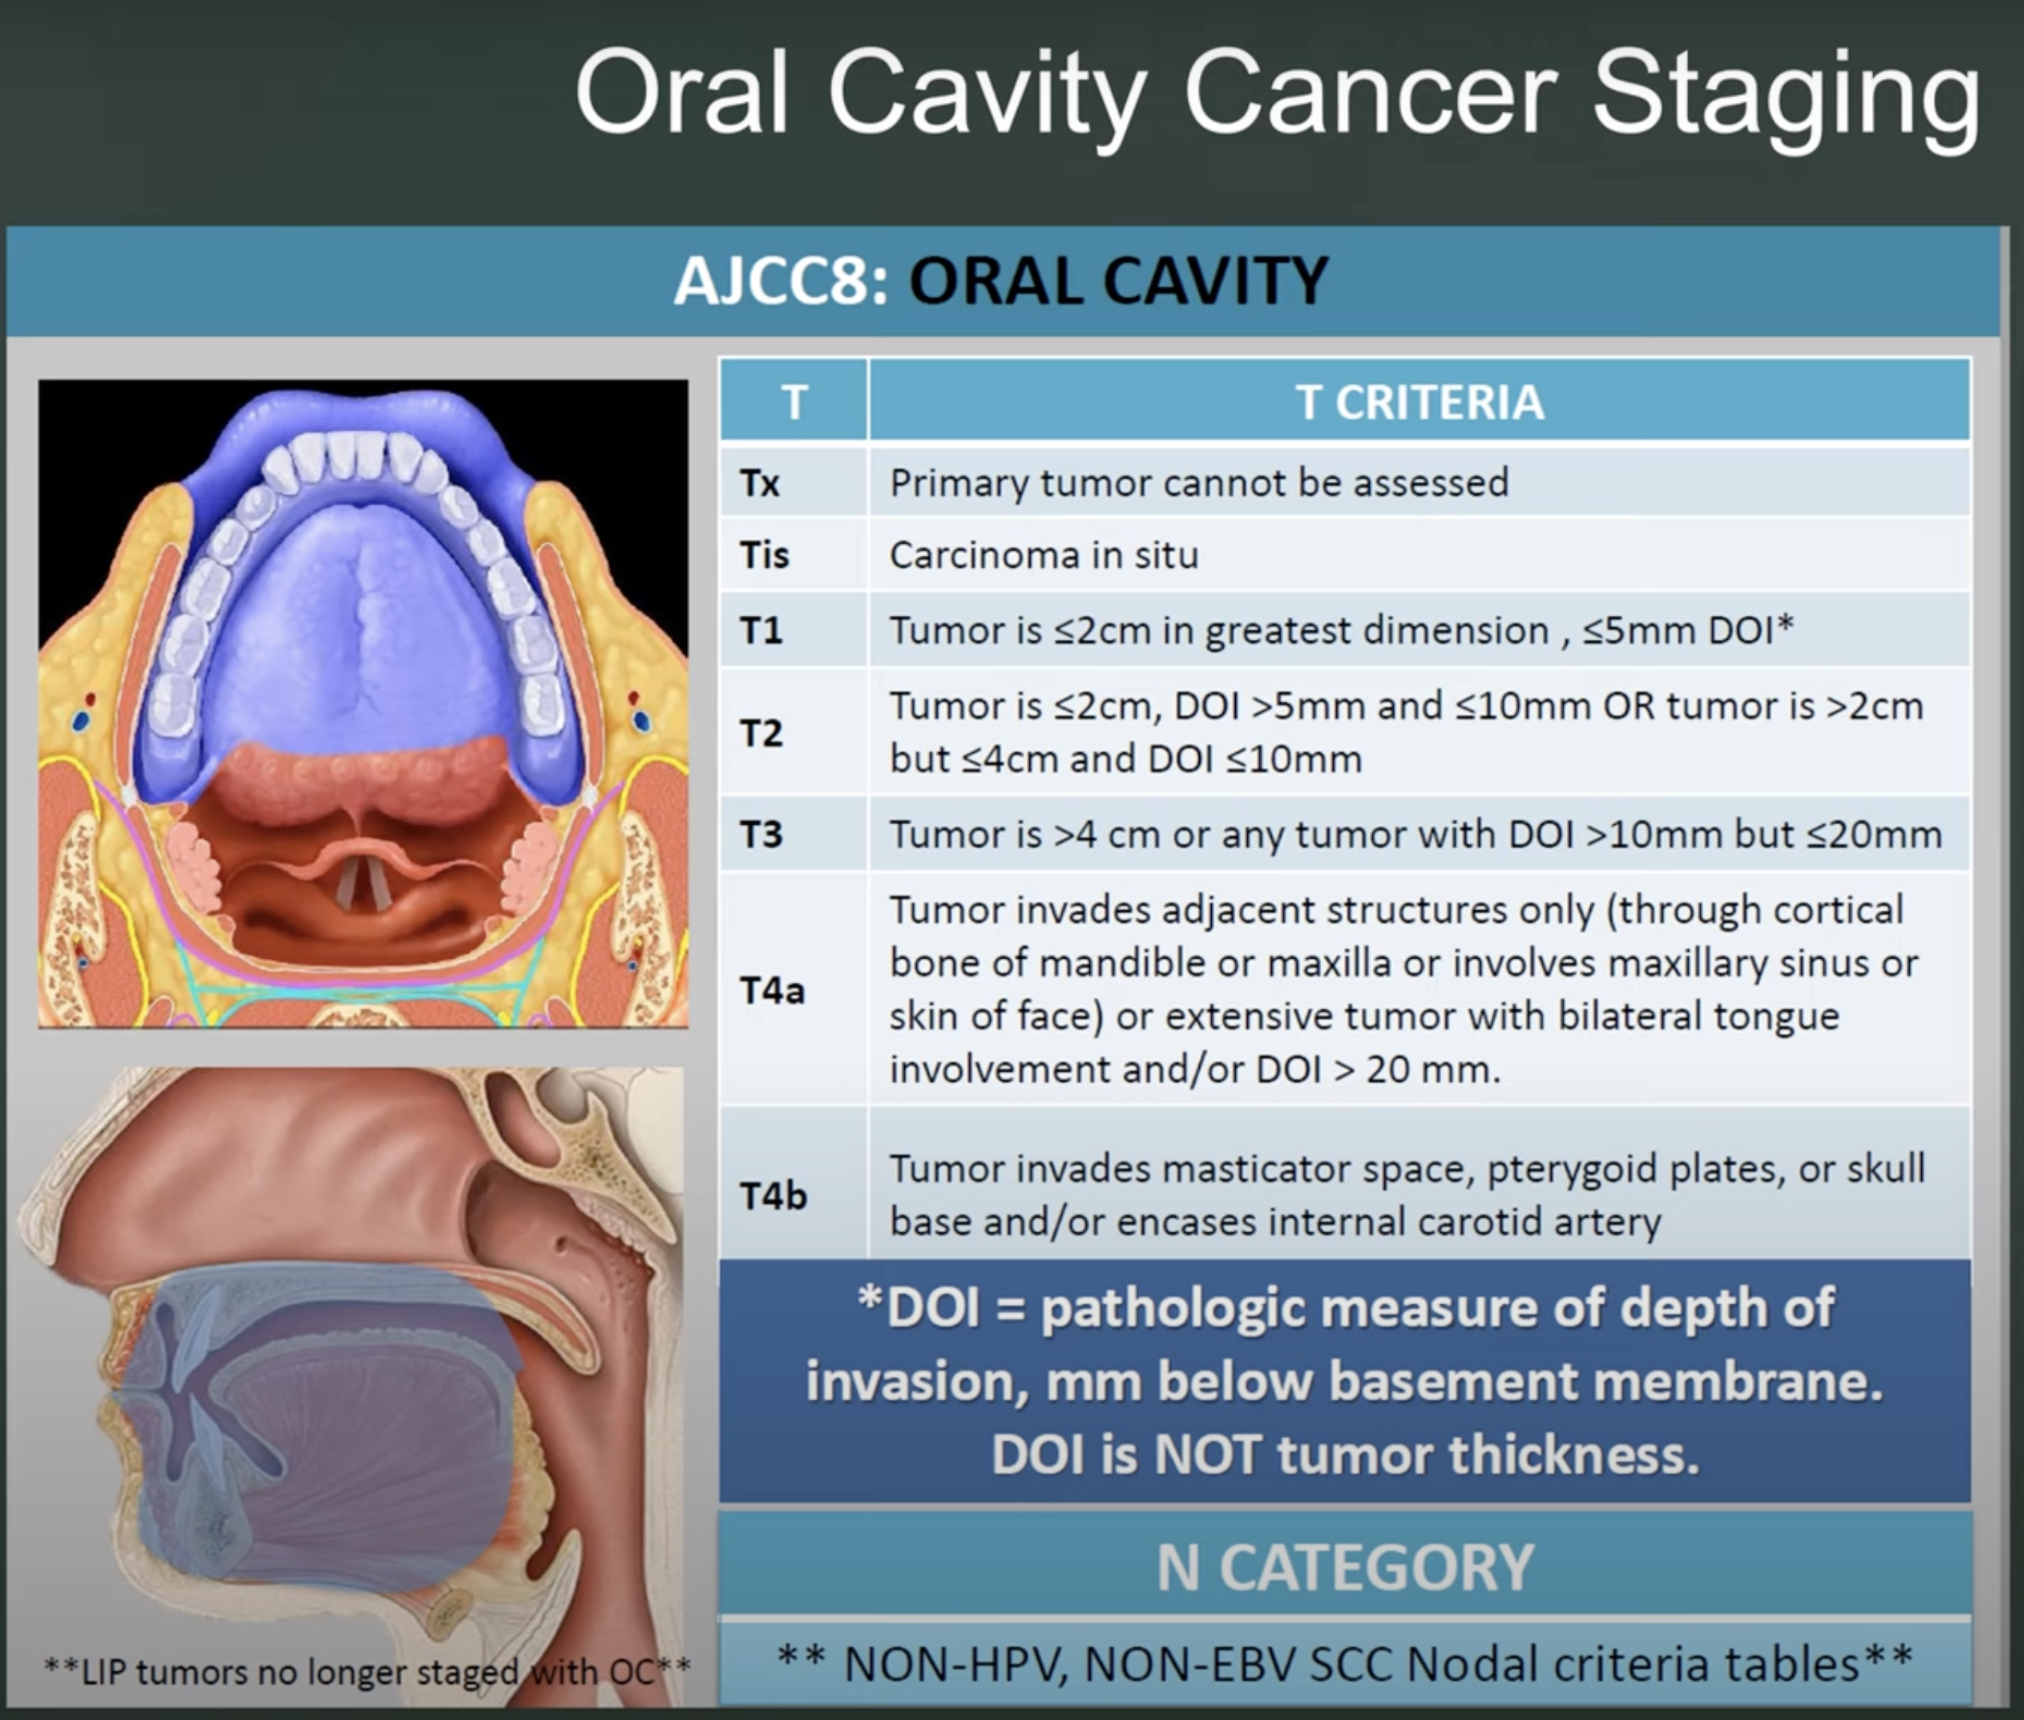 Oral Cavity Cancer Staging
AJCC8: ORAL CAVITY
T
T CRITERIA
Tx
Primary tumor cannot be assessed
Tis
Carcinoma in situ
T1
Tumor is ≤2cm in greatest dimension , ≤5mm DOI*
T2
Tumor is ≤2cm, DOI >5mm and ≤10mm OR tumor is >2cm
but ≤4cm and DOI ≤10mm
T3
Tumor is >4 cm or any tumor with DOI >10mm but ≤20mm
T4a
Tumor invades adjacent structures only (through cortical
bone of mandible or maxilla or involves maxillary sinus or
skin of face) or extensive tumor with bilateral tongue
involvement and/or DOI > 20 mm.
T4b
Tumor invades masticator space, pterygoid plates, or skull
base and/or encases internal carotid artery
*DOI = pathologic measure of depth of
invasion, mm below basement membrane.
DOI is NOT tumor thickness.
N CATEGORY
** NON-HPV, NON-EBV SCC Nodal criteria tables**
**LIP tumors no longer staged with OC**